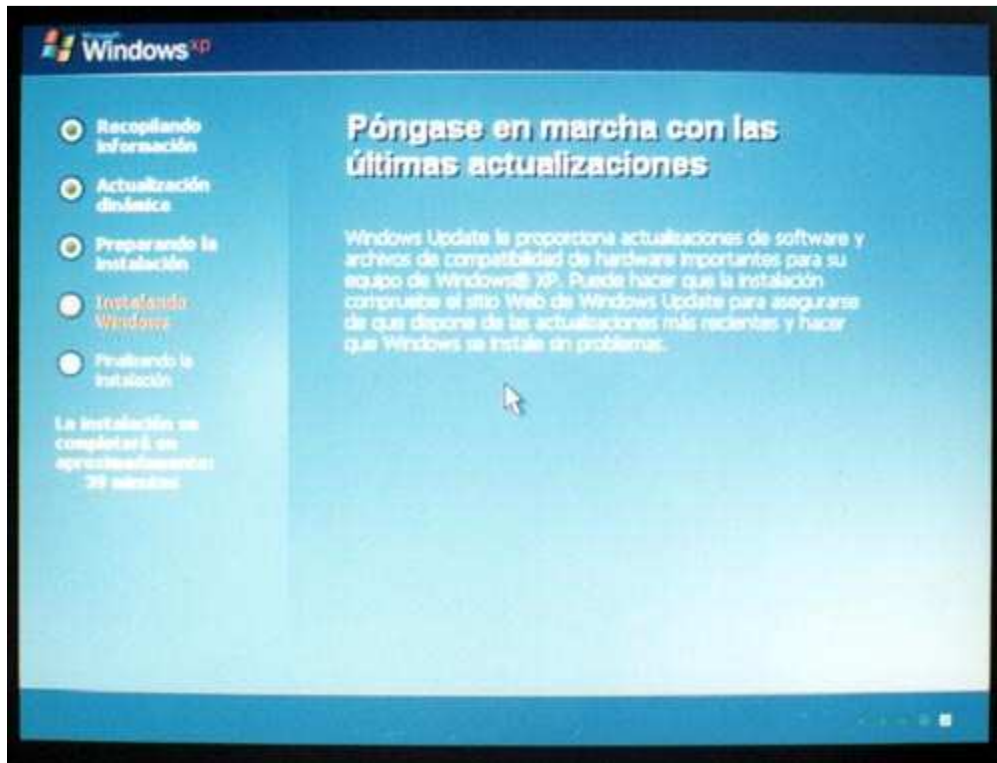 Microsoft
Windows xp
Recopilando
información
Actualización
dinámica
Preparando la
instalación
Instalando
Windows
Finalizando la
instalación
La instalación se
completará en
aproximadamente:
39 minutos
Póngase en marcha con las
últimas actualizaciones
Windows Update le proporciona actualizaciones de software y
archivos de compatibilidad de hardware importantes para su
equipo de Windows® XP. Puede hacer que la instalación
compruebe el sitio Web de Windows Update para asegurarse
de que dispone de las actualizaciones más recientes y hacer
que Windows se instale sin problemas.